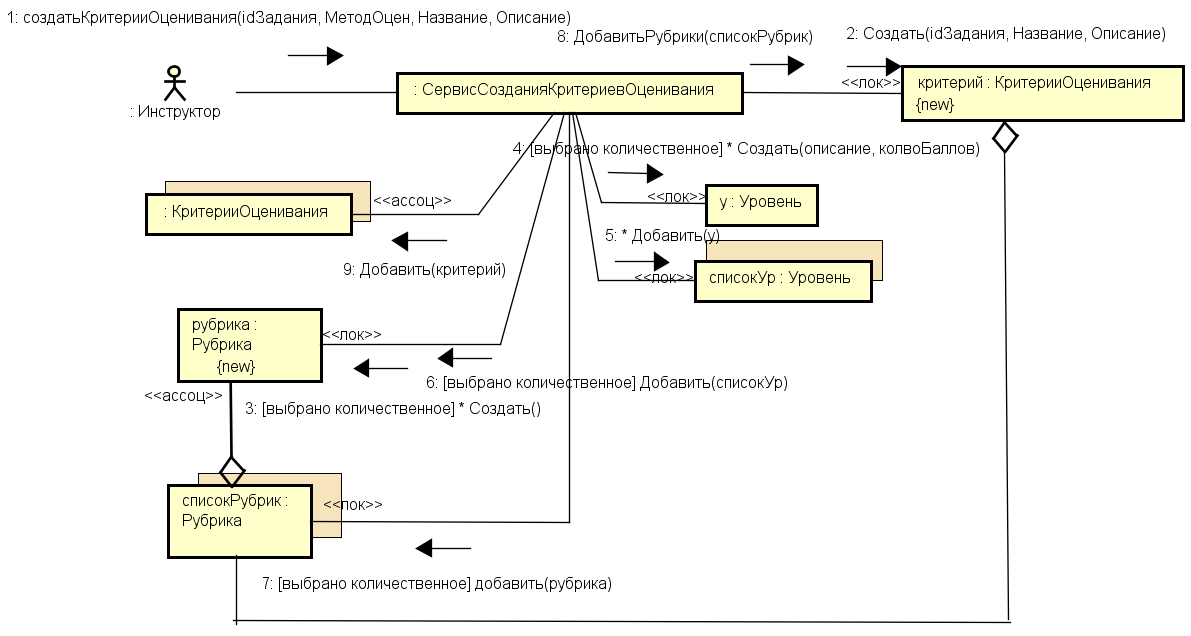 1: создатьКритерииОценивания(idЗадания, МетодОцен, Название, Описание)
8: ДобавитьРубрики(списокРубрик)
2: Создать(idЗадания, Название, Описание)
: Инструктор
: СервисСозданияКритериевОценивания
<<лок>>
критерий : КритерииОценивания
{new}
4: [выбрано количественное] * Создать(описание, колвоБаллов)
: КритерииОценивания
<<ассоц>>
<<лок>>
у : Уровень
5: * Добавить(у)
9: Добавить(критерий)
<<лок>>
списокУр : Уровень
рубрика :
Рубрика
{new}
<<лок>>
6: [выбрано количественное] Добавить(списокУр)
<<ассоц>>
3: [выбрано количественное] * Создать()
списокРубрик :
Рубрика
<<лок>>
7: [выбрано количественное] добавить(рубрика)